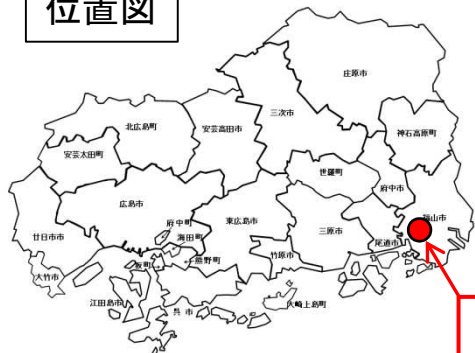 位置図
庄原市
三次市
北広島町
安芸高田市
神石高原町
安芸太田町
世羅町
府中市
広島市
福山市
府中町
東広島市
三原市
尾道市
廿日市市
海田町
熊野町
竹原市
坂町
大竹市
江田島市
呉市
大崎上島町